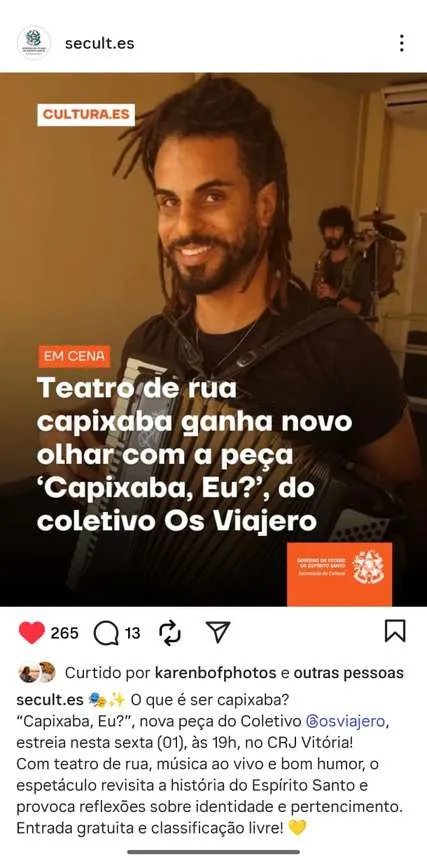 secult.es
CULTURA.ES
EM CENA
Teatro de rua
capixaba ganha novo
olhar com a peça
‘Capixaba, Eu?’, do
coletivo Os Viajero
GOVERNO DO ESTADO
DO ESPÍRITO SANTO
Secretaria da Cultura
265 13
Curtido por karenbofphotos e outras pessoas
secult.es 🎭✨ O que é ser capixaba?
“Capixaba, Eu?”, nova peça do Coletivo @osviajero,
estreia nesta sexta (01), às 19h, no CRJ Vitória!
Com teatro de rua, música ao vivo e bom humor, o
espetáculo revisita a história do Espírito Santo e
provoca reflexões sobre identidade e pertencimento.
Entrada gratuita e classificação livre! 💛